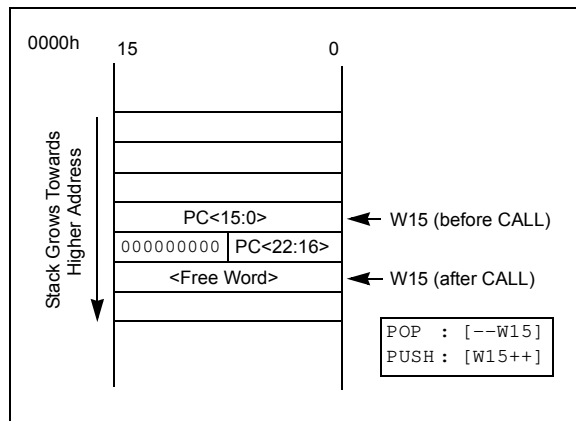 0000h
15 0
Stack Grows Towards
Higher Address
PC<15:0>
W15 (before CALL)
000000000 PC<22:16>
<Free Word>
W15 (after CALL)
POP : [--W15]
PUSH : [W15++]